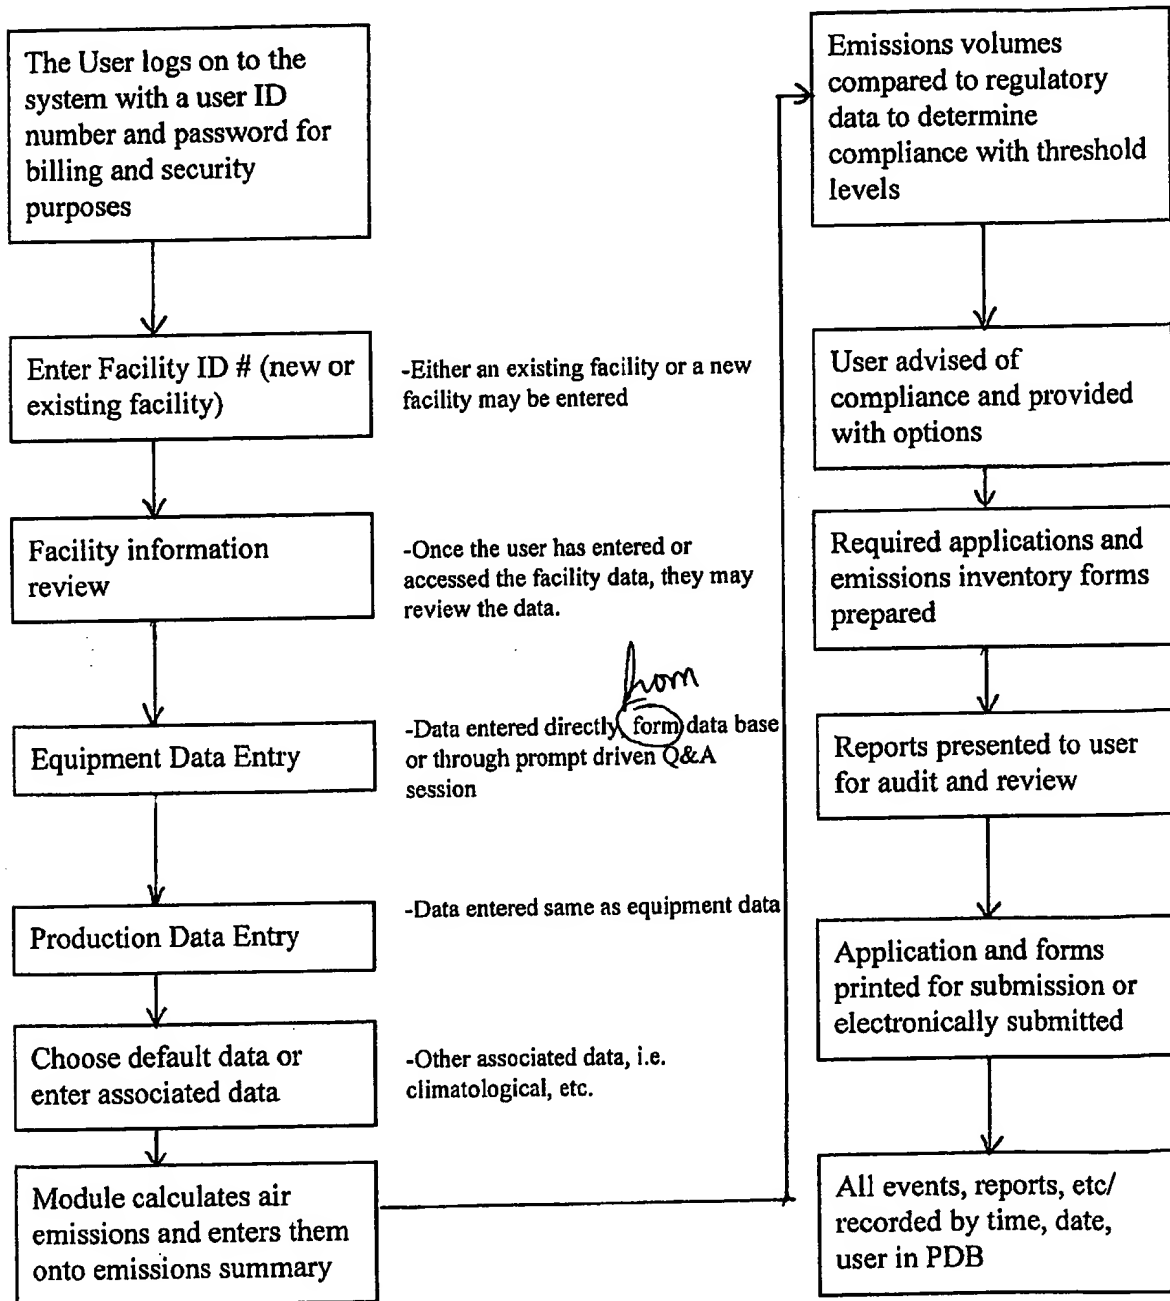 The User logs on to the
system with a user ID
number and password for
billing and security
purposes
Enter Facility ID # (new or
existing facility)
-Either an existing facility or a new
facility may be entered
Facility information
review
-Once the user has entered or
accessed the facility data, they may
review the data.
from
Equipment Data Entry
-Data entered directly, form data base
or through prompt driven Q&A
session
Production Data Entry
-Data entered same as equipment data
Choose default data or
enter associated data
-Other associated data, i.e.
climatological, etc.
Module calculates air
emissions and enters them
onto emissions summary
Emissions volumes
compared to regulatory
data to determine
compliance with threshold
levels
User advised of
compliance and provided
with options
Required applications and
emissions inventory forms
prepared
Reports presented to user
for audit and review
Application and forms
printed for submission or
electronically submitted
All events, reports, etc/
recorded by time, date,
user in PDB